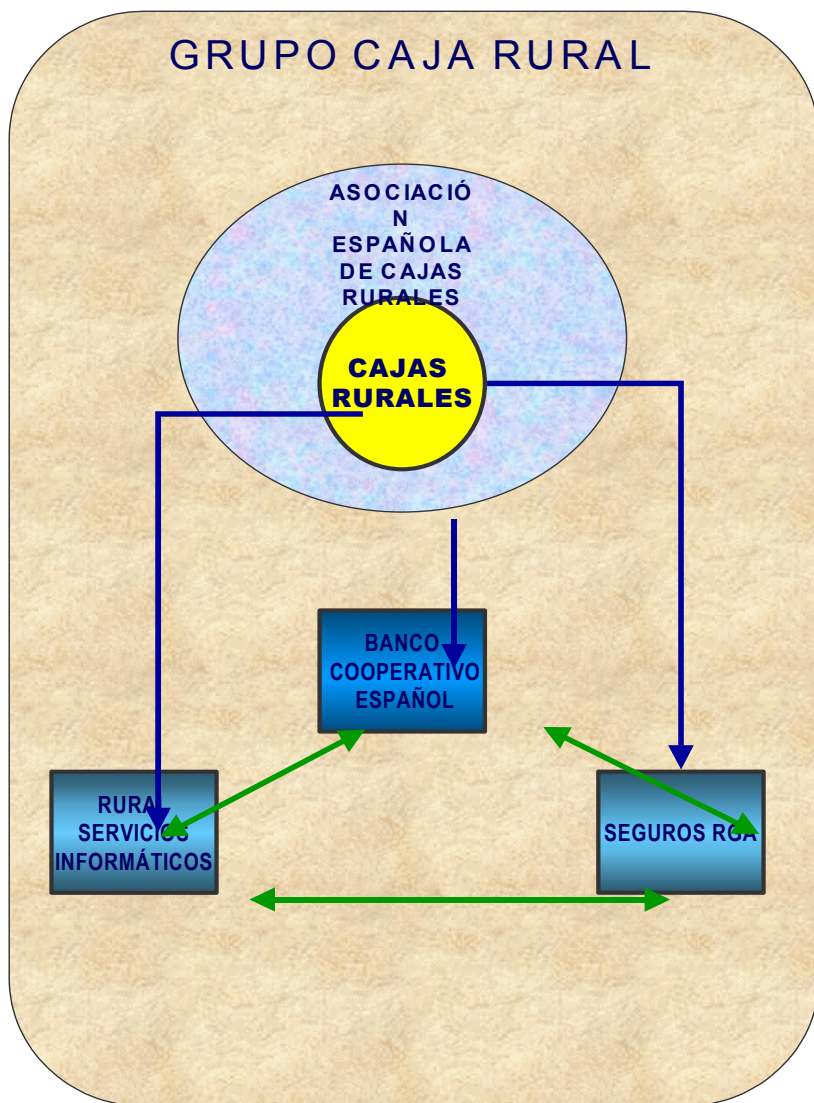 GRUPO CAJA RURAL
ASOCIACIÓ
N
ESPAÑOLA
DE CAJAS
RURALES
CAJAS
RURALES
BANCO
COOPERATIVO
ESPAÑOL
RURAL
SERVICIOS
INFORMÁTICOS
SEGUROS RGA